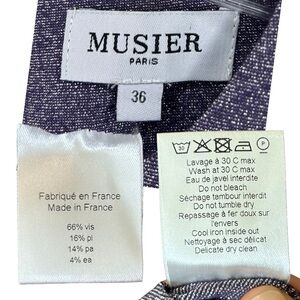 MUSIER
PARIS
36
Fabriqué en France
Made in France
66% vis
16% pl
14% pa
4% ea
Lavage à 30 C max
Wash at 30 C max
Eau de javel interdite
Do not bleach
Séchage tambour interdit
Do not tumble dry
Repassage à fer doux sur
l'envers
Cool iron inside out
Nettoyage à sec délicat
Delicate dry clean